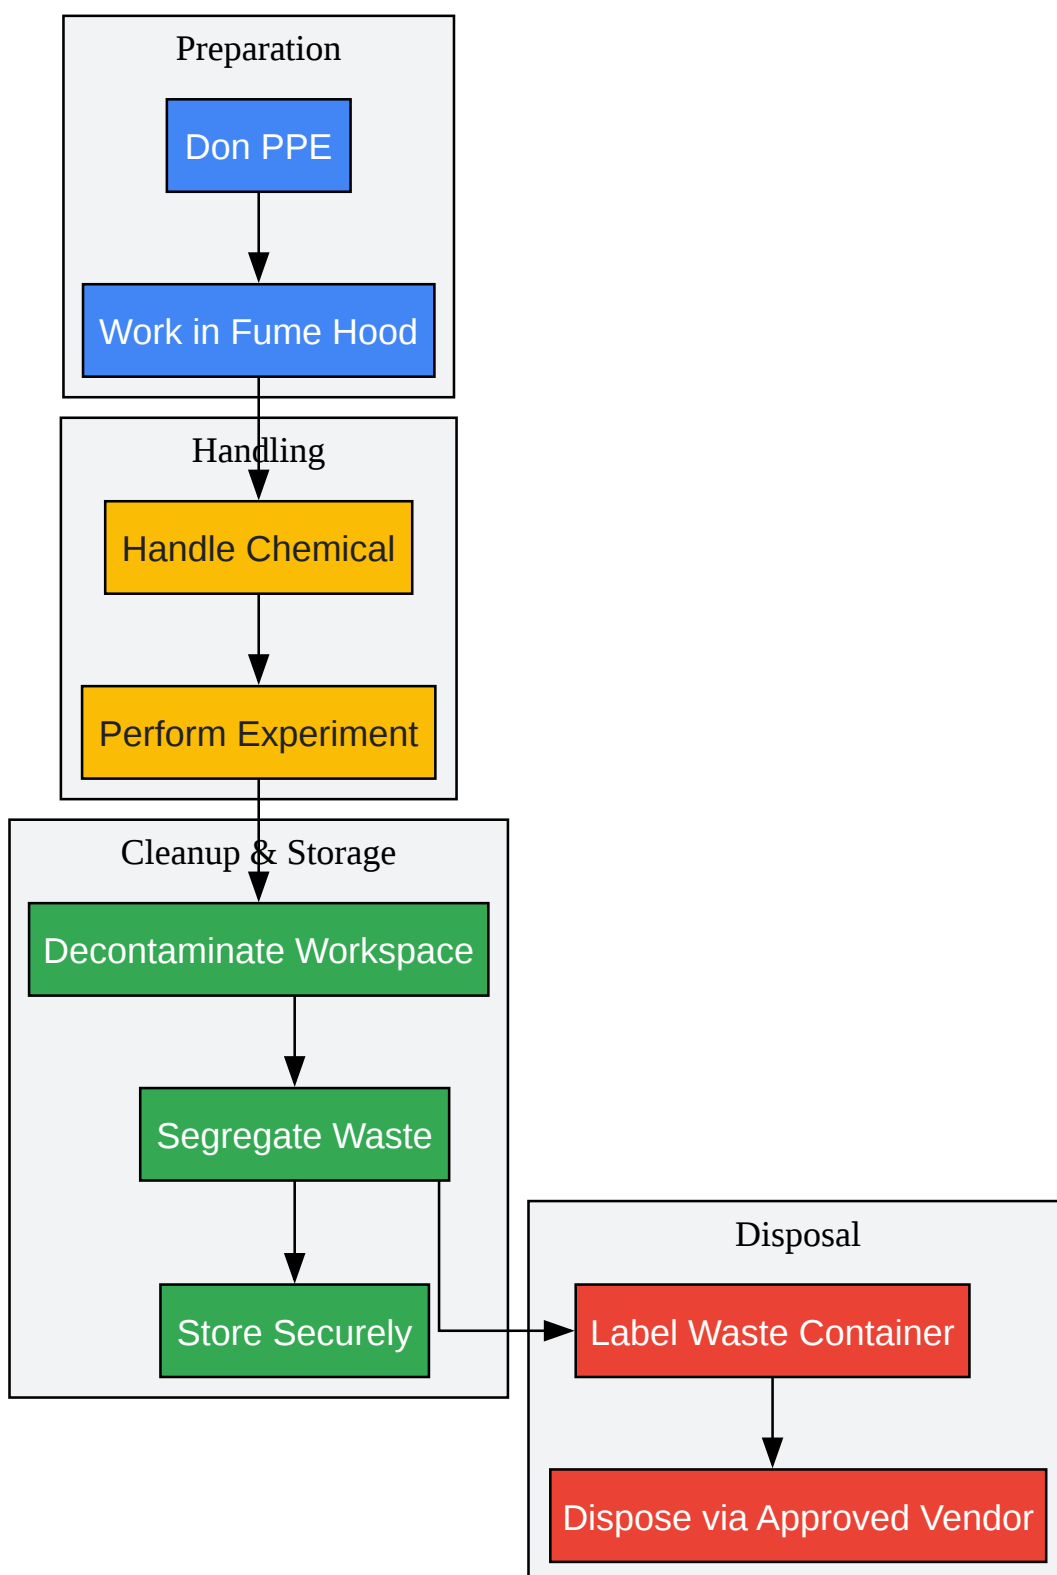 Preparation
Don PPE
Work in Fume Hood
Handling
Handle Chemical
Perform Experiment
Cleanup & Storage
Decontaminate Workspace
Segregate Waste
Store Securely
Disposal
Label Waste Container
Dispose via Approved Vendor